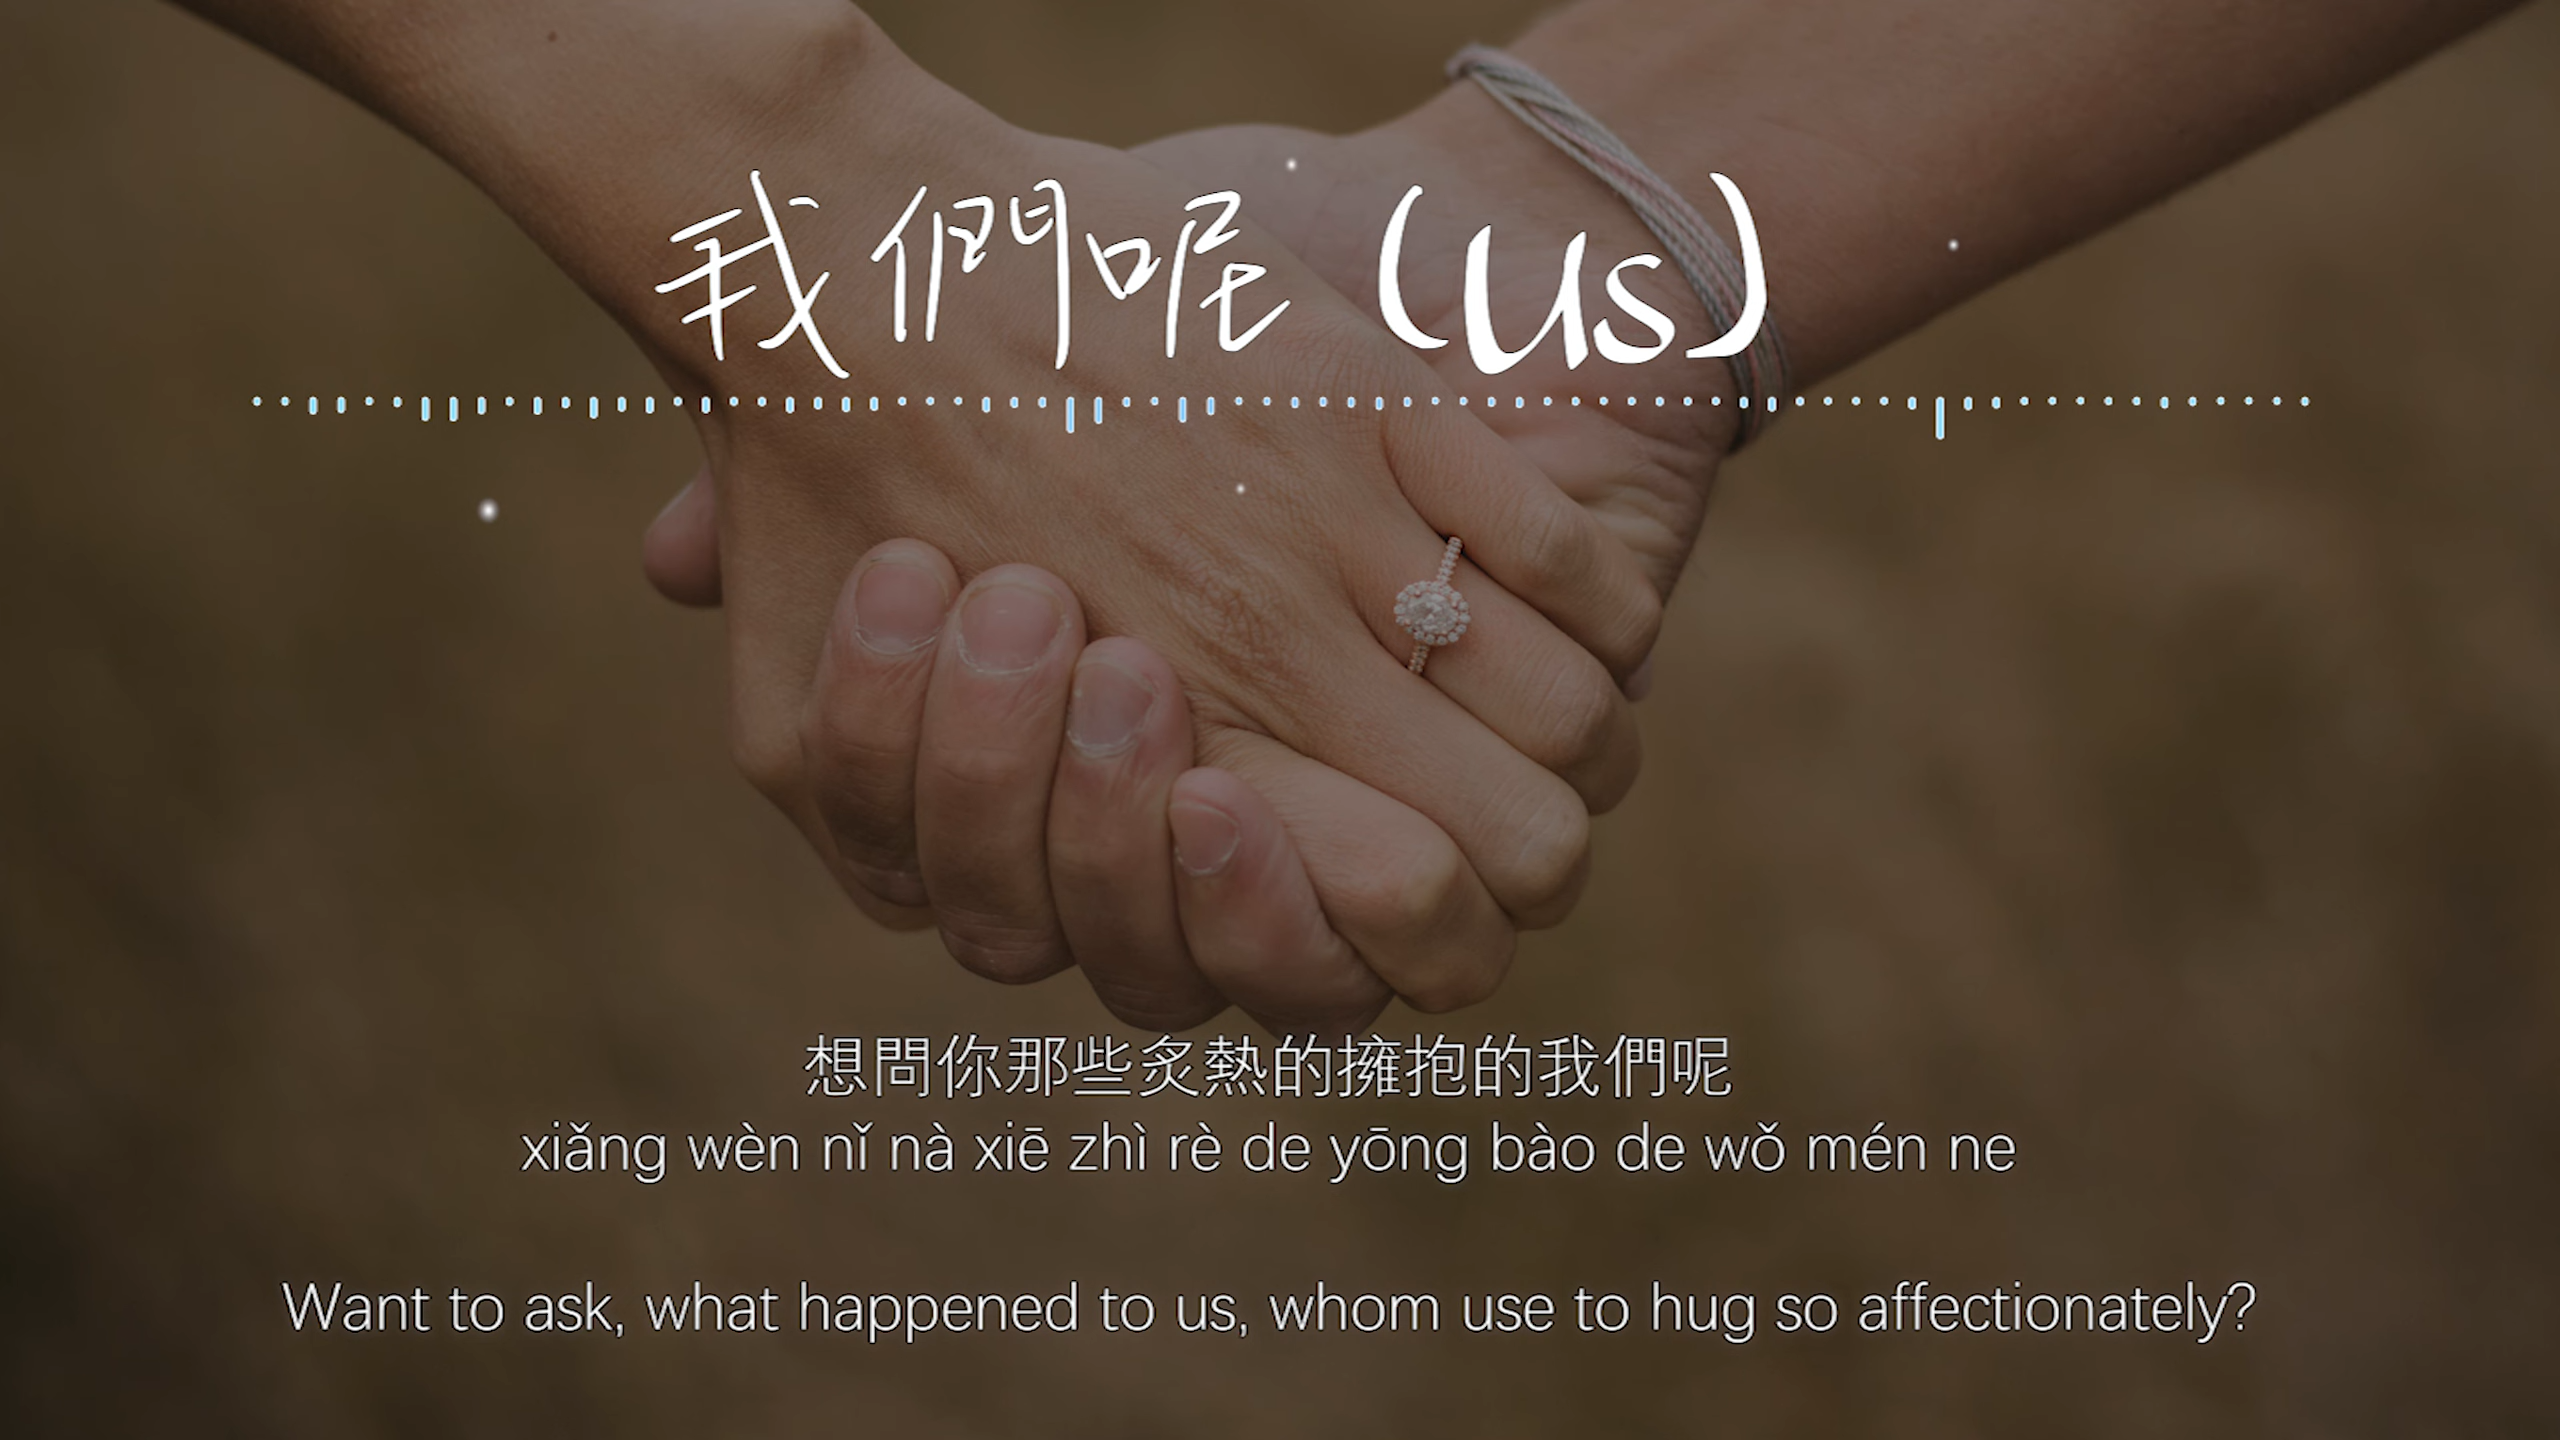 我們呢 (us)
想問你那些炙熱的擁抱的我們呢
xiǎng wèn nǐ nà xiē zhì rè de yōng bào de wǒ mén ne
Want to ask, what happened to us, whom use to hug so affectionately?